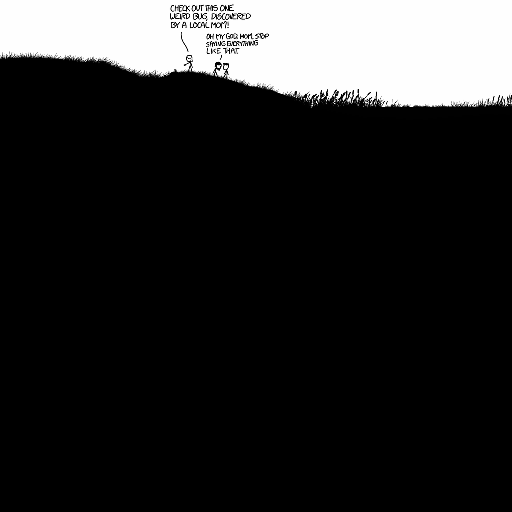 CHECK OUT THIS ONE
WEIRD BUG, DISCOVERED
BY A LOCAL MOM?!
OH MY GOD, MOM, STOP
SAYING EVERYTHING
LIKE THAT.